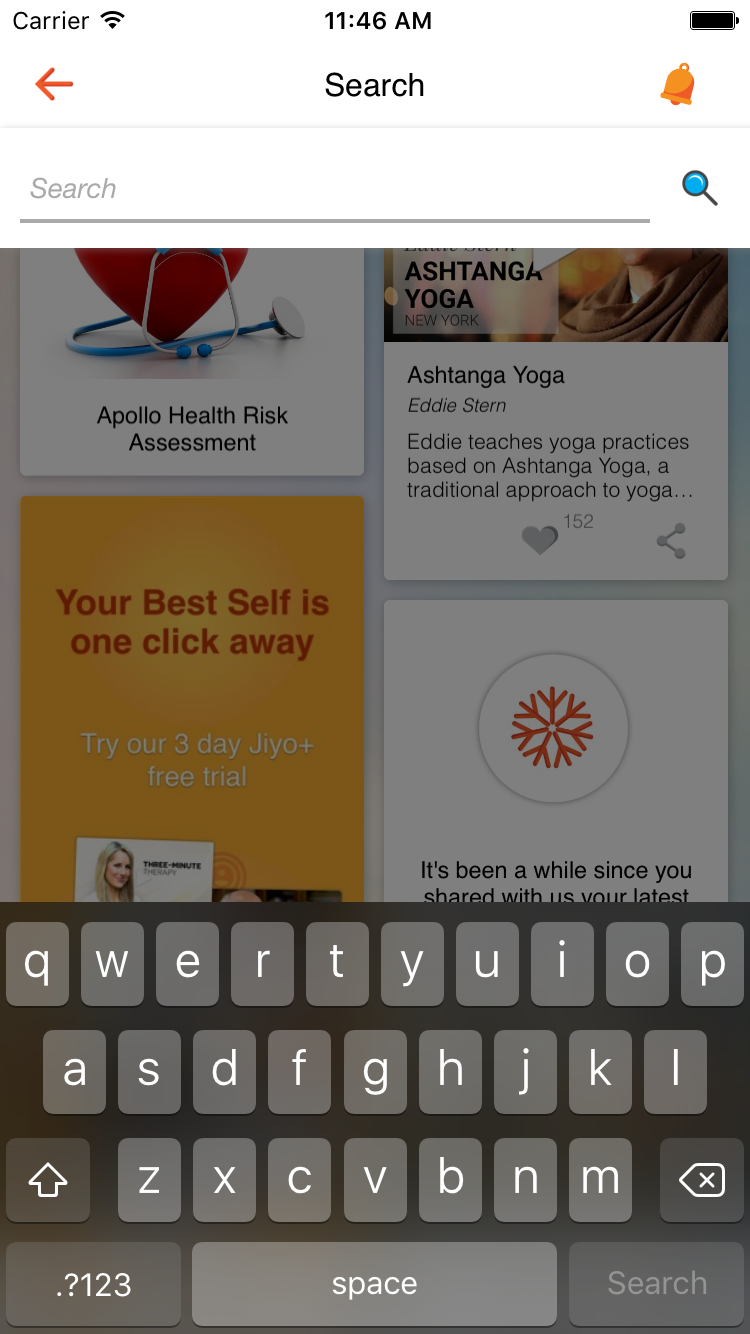 Carrier 11:46 AM
Search
Search
Eddie Stern
ASHTANGA
YOGA
NEW YORK
Apollo Health Risk
Assessment
Ashtanga Yoga
Eddie Stern
Eddie teaches yoga practices
based on Ashtanga Yoga, a
traditional approach to yoga...
152
Your Best Self is
one click away
Try our 3 day Jiyo+
free trial
THREE-MINUTE
THERAPY
It's been a while since you
shared with us your latest
q w e r t y u i o p
a s d f g h j k l
z x c v b n m
.?123 space Search